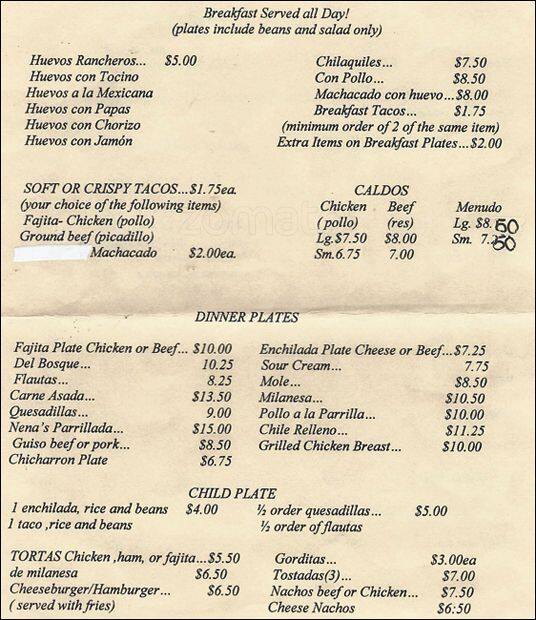 Breakfast Served all Day!
(plates include beans and salad only)
Huevos Rancheros... $5.00
Huevos con Tocino
Huevos a la Mexicana
Huevos con Papas
Huevos con Chorizo
Huevos con Jamón
Chilaquiles... $7.50
Con Pollo... $8.50
Machacado con huevo...$8.00
Breakfast Tacos... $1.75
(minimum order of 2 of the same item)
Extra Items on Breakfast Plates...$2.00
SOFT OR CRISPY TACOS...$1.75ea.
(your choice of the following items)
Fajita- Chicken (pollo)
Ground beef (picadillo)
Machacado $2.00ea.
CALDOS
Chicken Beef Menudo
(pollo) (res) Lg. $8.50
Lg.$7.50 $8.00 Sm. 7.50
Sm.6.75 7.00
DINNER PLATES
Fajita Plate Chicken or Beef... $10.00
Del Bosque... 10.25
Flautas... 8.25
Carne Asada... $13.50
Quesadillas... 9.00
Nena's Parrillada... $15.00
Guiso beef or pork... $8.50
Chicharron Plate $6.75
Enchilada Plate Cheese or Beef...$7.25
Sour Cream... 7.75
Mole... $8.50
Milanesa... $10.50
Pollo a la Parrilla... $10.00
Chile Relleno... $11.25
Grilled Chicken Breast... $10.00
CHILD PLATE
1 enchilada, rice and beans $4.00
1 taco ,rice and beans
½ order quesadillas... $5.00
½ order of flautas
TORTAS Chicken ,ham, or fajita...$5.50
de milanesa $6.50
Cheeseburger/Hamburger... $6.50
( served with fries)
Gorditas... $3.00ea
Tostadas(3)... $7.00
Nachos beef or Chicken... $7.50
Cheese Nachos $6:50
zomato